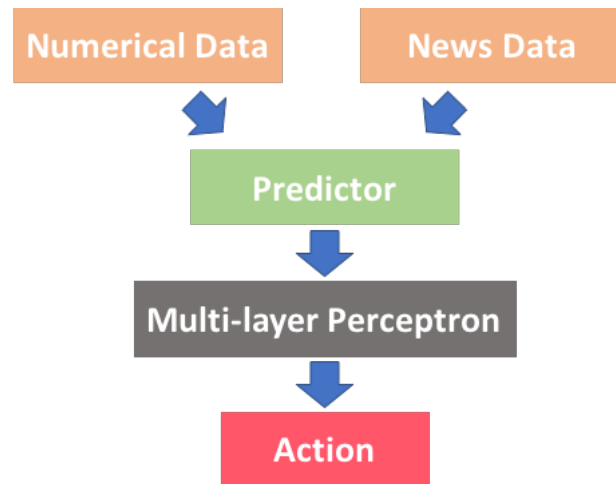 Numerical Data
News Data
Predictor
Multi-layer Perceptron
Action